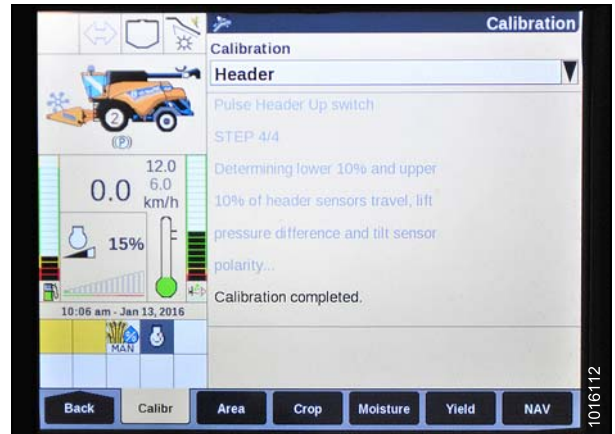 Calibration
Calibration
Header
Pulse Header Up switch
STEP 4/4
Determining lower 10% and upper
10% of header sensors travel, lift
pressure difference and tilt sensor
polarity...
Calibration completed.
2
(P)
12.0
0.0
6.0
km/h
15%
F
10:06 am - Jan 13, 2016
MAN
Back
Calibr
Area
Crop
Moisture
Yield
NAV
1016112